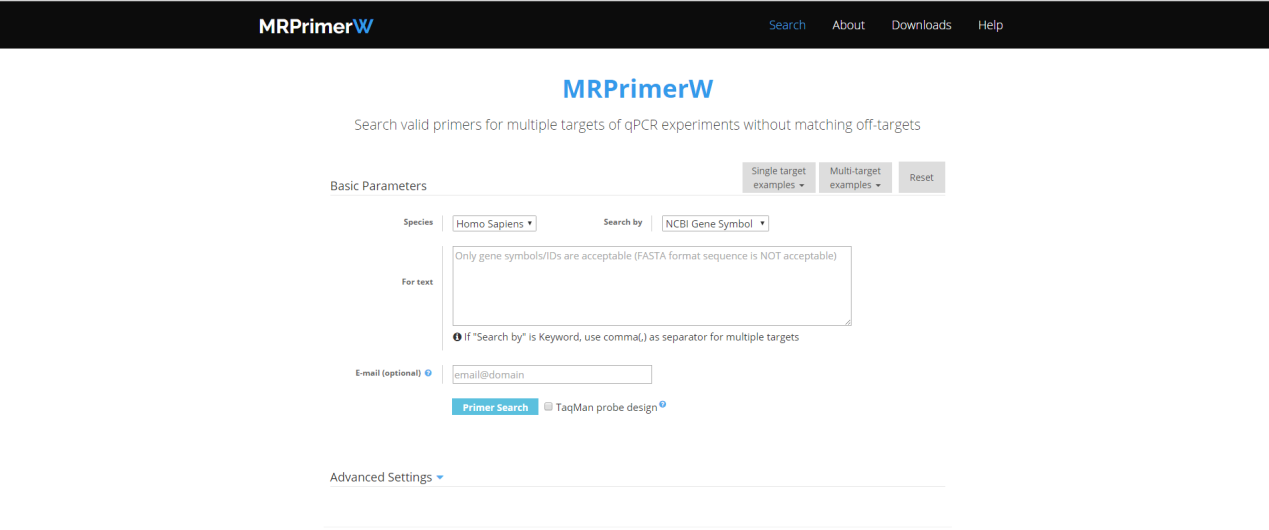 MRPrimerW
Search About Downloads Help
MRPrimerW
Search valid primers for multiple targets of qPCR experiments without matching off-targets
Basic Parameters
Single target
examples
Multi-target
examples
Reset
Species
Homo Sapiens
Search by
NCBI Gene Symbol
For text
Only gene symbols/IDs are acceptable (FASTA format sequence is NOT acceptable)
If "Search by" is Keyword, use comma(,) as separator for multiple targets
E-mail (optional) ?
email@domain
Primer Search
TaqMan probe design ?
Advanced Settings